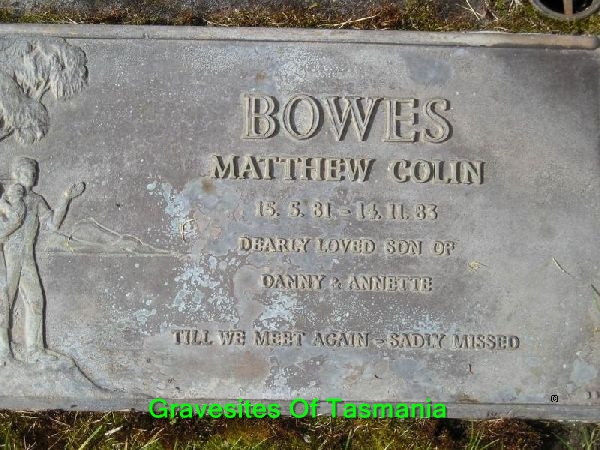 BOWES
MATTHEW COLIN
15. 5. 81 - 14. 11. 83
DEARLY LOVED SON OF
DANNY & ANNETTE
TILL WE MEET AGAIN - SADLY MISSED
Gravesites Of Tasmania
©